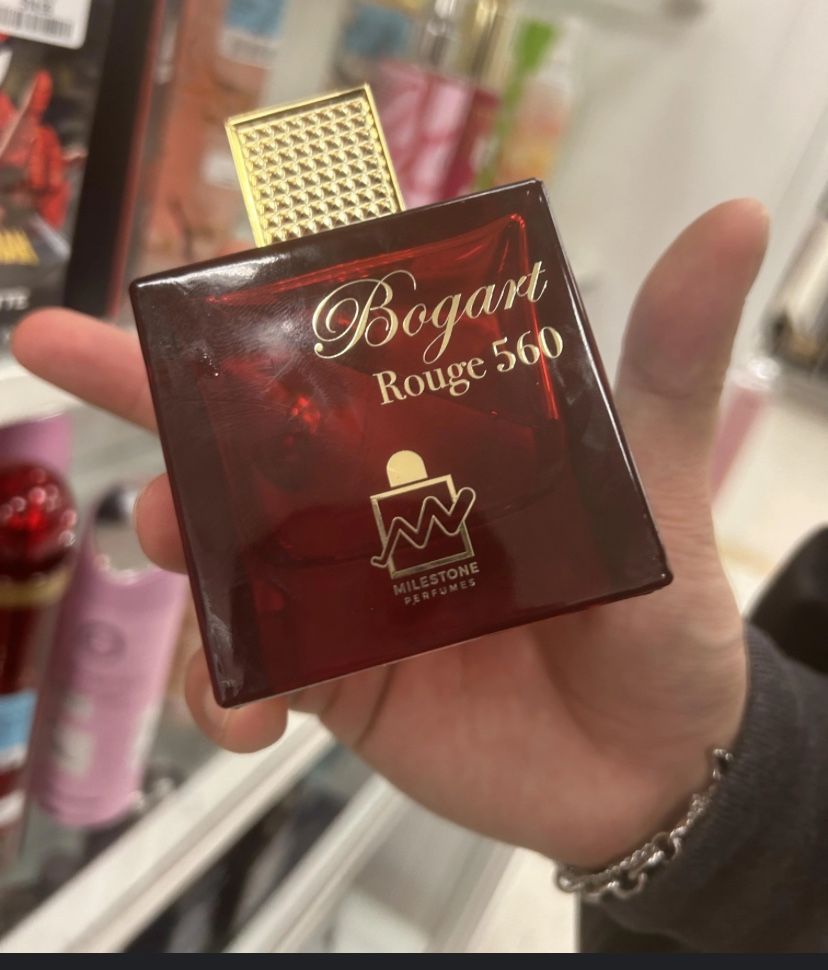 Bogart
Rouge 560
MILESTONE
PERFUMES